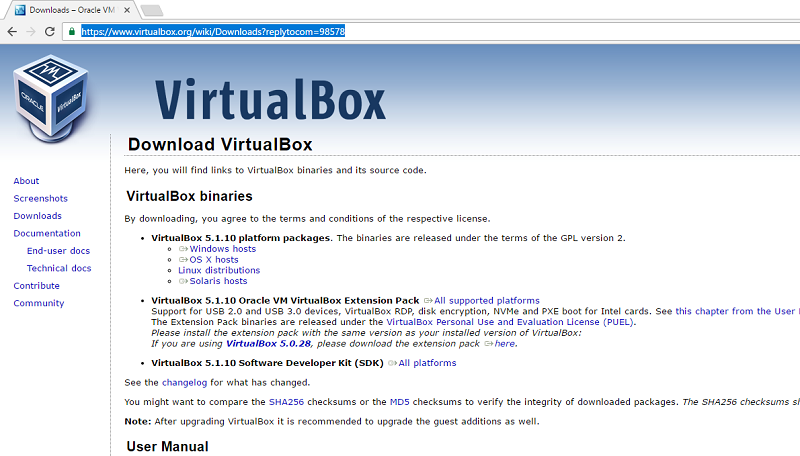 Downloads – Oracle VM
https://www.virtualbox.org/wiki/Downloads?replytocom=98578
VM
ORACLE
VirtualBox
VirtualBox
Download VirtualBox
Here, you will find links to VirtualBox binaries and its source code.
About
Screenshots
Downloads
Documentation
End-user docs
Technical docs
Contribute
Community
VirtualBox binaries
By downloading, you agree to the terms and conditions of the respective license.
• VirtualBox 5.1.10 platform packages. The binaries are released under the terms of the GPL version 2.
Windows hosts
OS X hosts
Linux distributions
Solaris hosts
• VirtualBox 5.1.10 Oracle VM VirtualBox Extension Pack All supported platforms
Support for USB 2.0 and USB 3.0 devices, VirtualBox RDP, disk encryption, NVMe and PXE boot for Intel cards. See this chapter from the User
The Extension Pack binaries are released under the VirtualBox Personal Use and Evaluation License (PUEL).
Please install the extension pack with the same version as your installed version of VirtualBox:
If you are using VirtualBox 5.0.28, please download the extension pack here.
• VirtualBox 5.1.10 Software Developer Kit (SDK) All platforms
See the changelog for what has changed.
You might want to compare the SHA256 checksums or the MD5 checksums to verify the integrity of downloaded packages. The SHA256 checksums
Note: After upgrading VirtualBox it is recommended to upgrade the guest additions as well.
User Manual